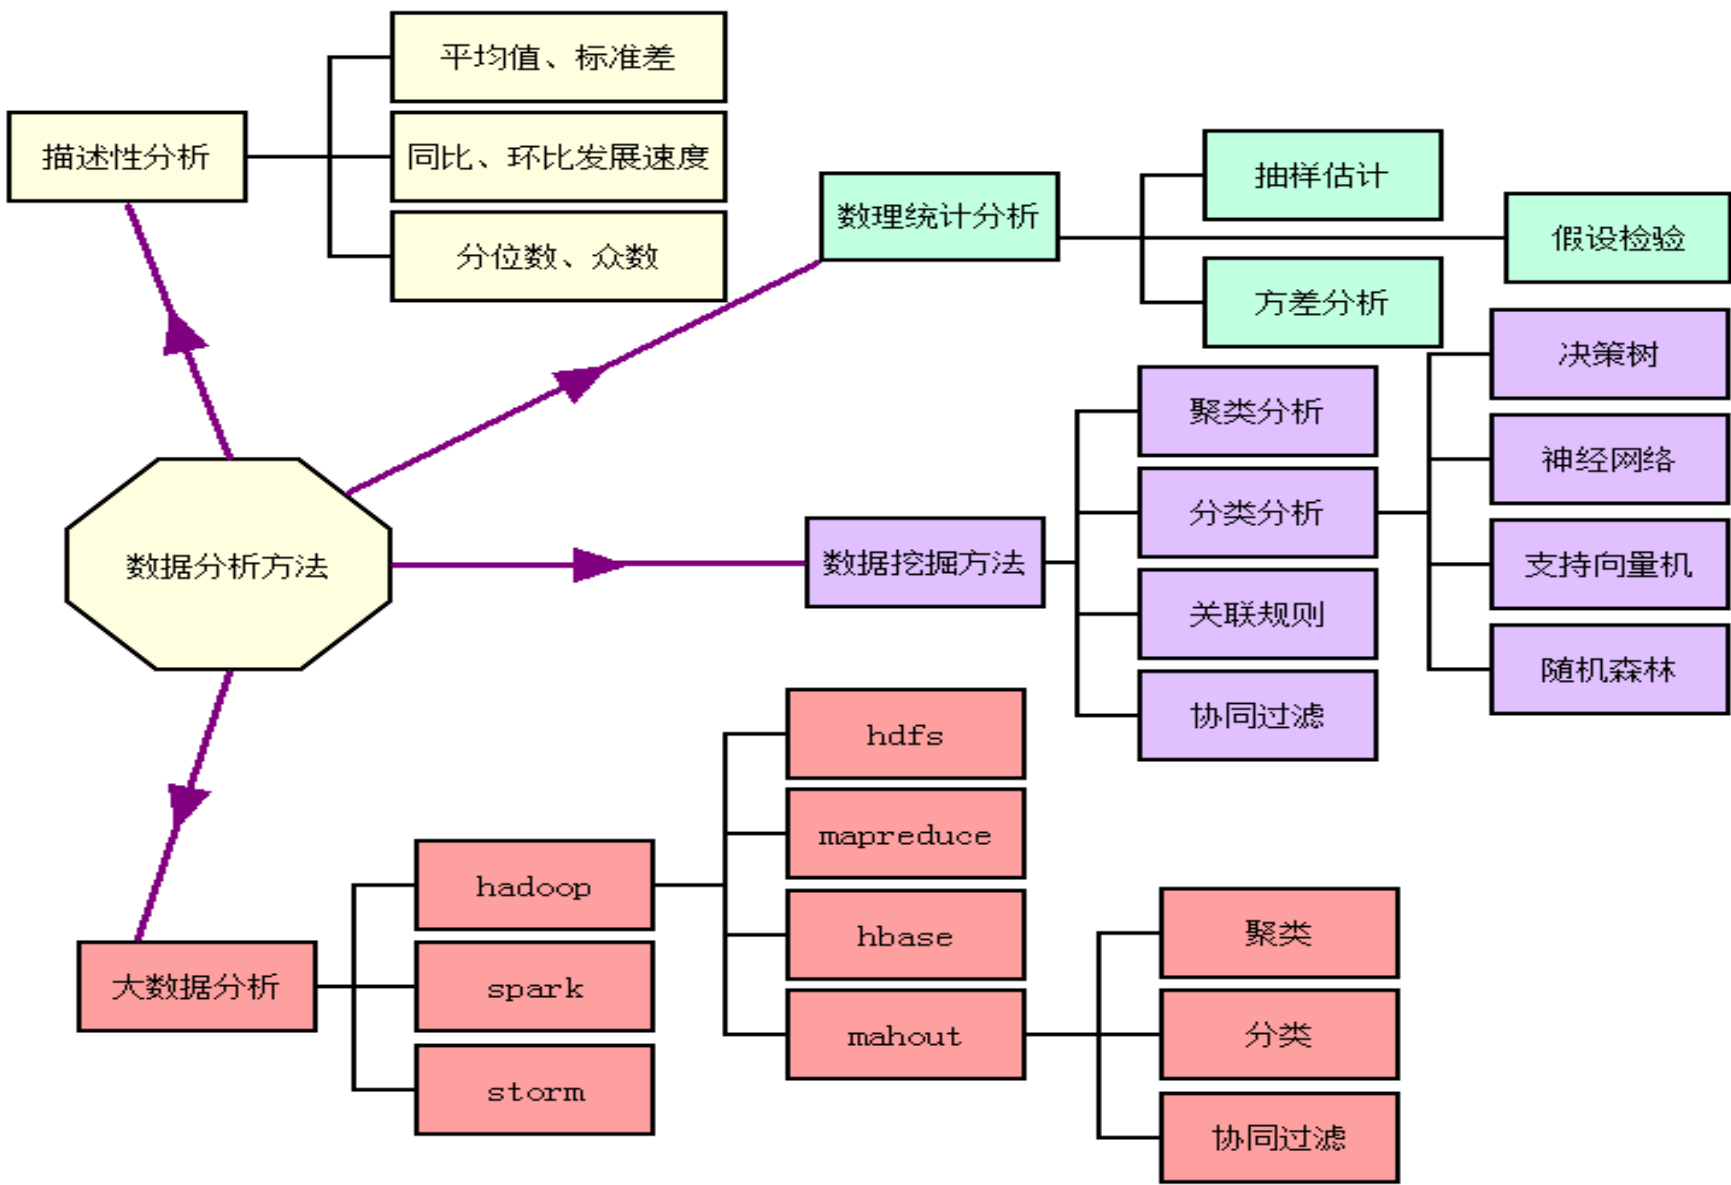 平均值、标准差
描述性分析
同比、环比发展速度
分位数、众数
数理统计分析
抽样估计
假设检验
方差分析
数据分析方法
数据挖掘方法
聚类分析
分类分析
关联规则
协同过滤
决策树
神经网络
支持向量机
随机森林
大数据分析
hadoop
spark
storm
hdfs
mapreduce
hbase
mahout
聚类
分类
协同过滤